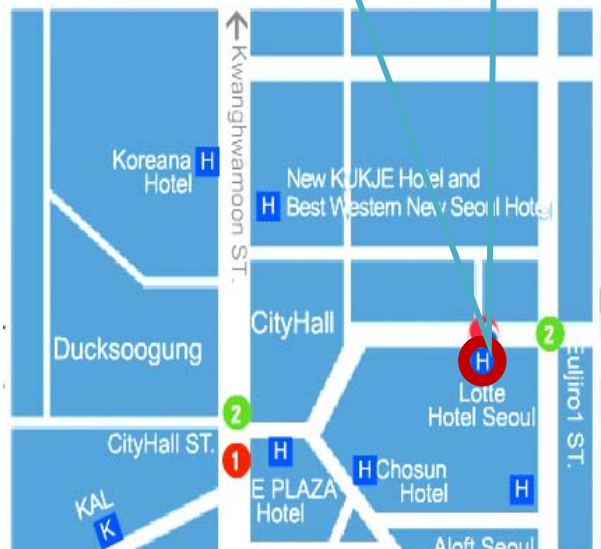 Kwanghwamoon ST.
Koreana H
Hotel
New KUKJE Hotel and
H Best Western New Seoul Hotel
CityHall
Ducksoogung
2
H
Euljiro1 ST.
Lotte
Hotel Seoul
2
CityHall ST.
1
H
E PLAZA
Hotel
H Chosun
Hotel
H
KAL
K
Aloft Seoul